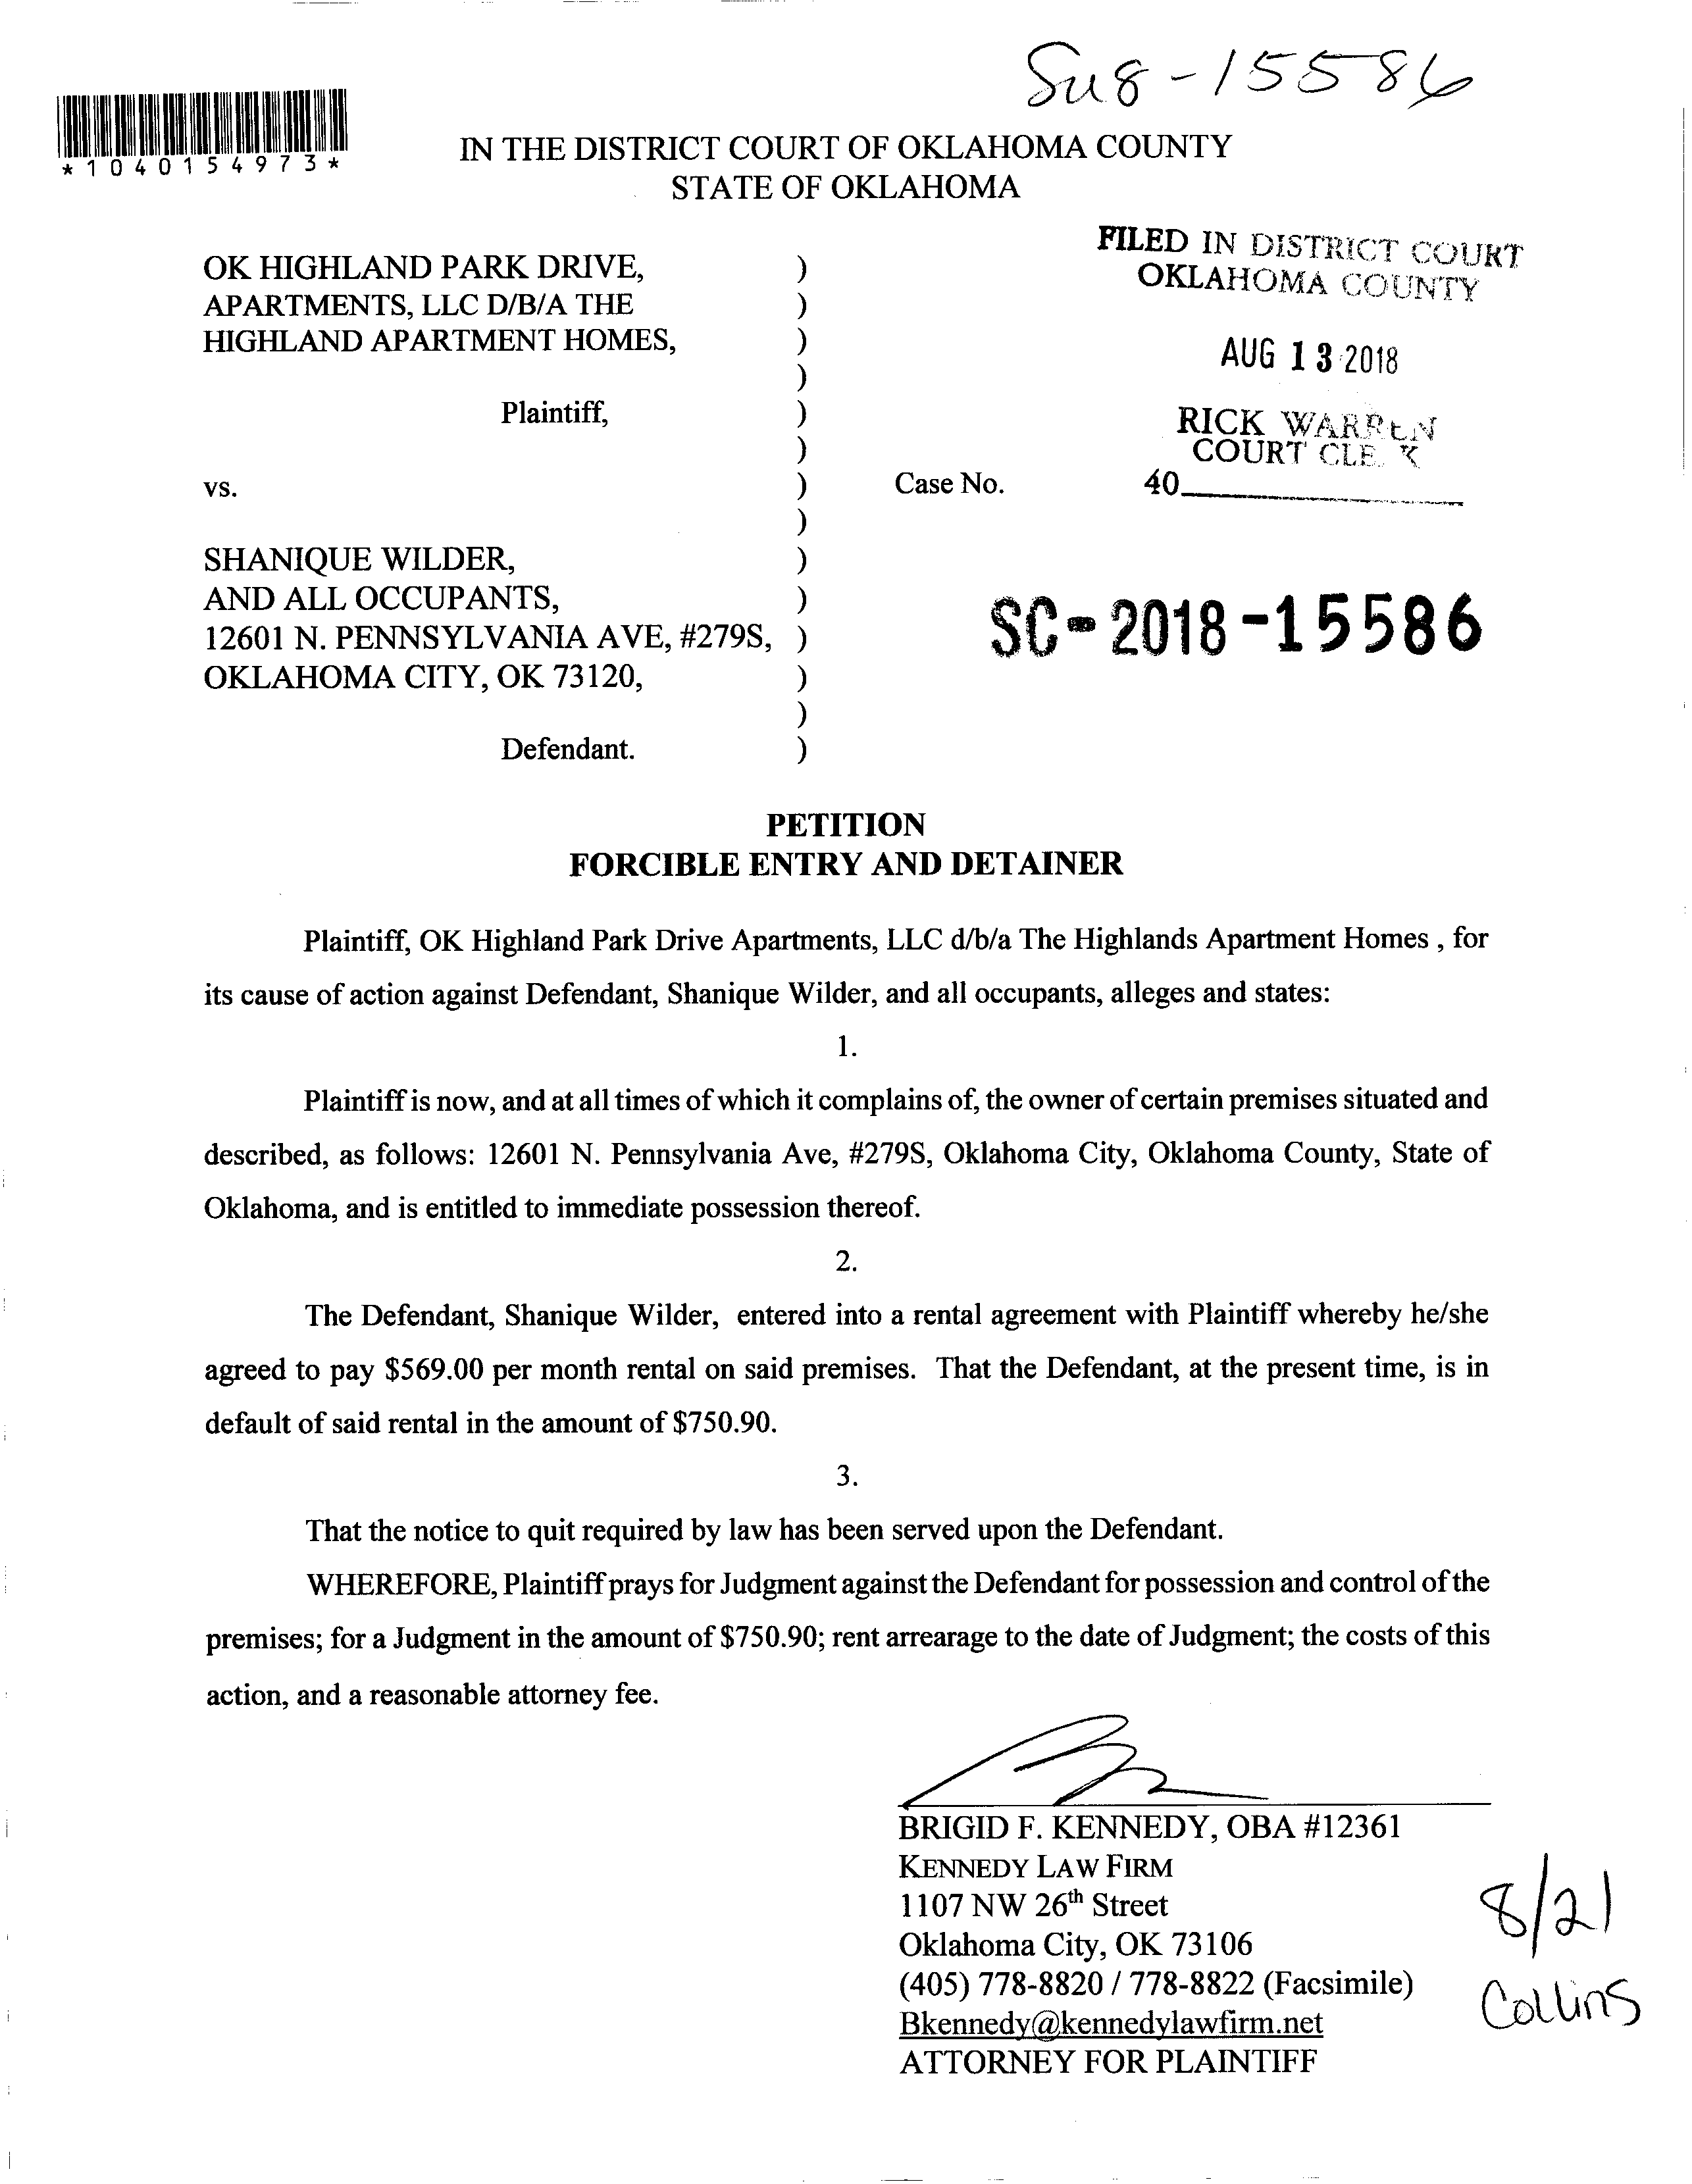 Su8-15586
*1040154973*
IN THE DISTRICT COURT OF OKLAHOMA COUNTY
STATE OF OKLAHOMA
FILED IN DISTRICT COURT
OKLAHOMA COUNTY
AUG 13 2018
RICK WARREN
COURT CLERK
40
OK HIGHLAND PARK DRIVE, )
APARTMENTS, LLC D/B/A THE )
HIGHLAND APARTMENT HOMES, )
)
Plaintiff, )
)
vs. ) Case No.
)
SHANIQUE WILDER, )
AND ALL OCCUPANTS, )
12601 N. PENNSYLVANIA AVE, #279S, )
OKLAHOMA CITY, OK 73120, )
)
Defendant. )
SC-2018-15586
PETITION
FORCIBLE ENTRY AND DETAINER
Plaintiff, OK Highland Park Drive Apartments, LLC d/b/a The Highlands Apartment Homes , for
its cause of action against Defendant, Shanique Wilder, and all occupants, alleges and states:
1.
Plaintiff is now, and at all times of which it complains of, the owner of certain premises situated and
described, as follows: 12601 N. Pennsylvania Ave, #279S, Oklahoma City, Oklahoma County, State of
Oklahoma, and is entitled to immediate possession thereof.
2.
The Defendant, Shanique Wilder, entered into a rental agreement with Plaintiff whereby he/she
agreed to pay $569.00 per month rental on said premises. That the Defendant, at the present time, is in
default of said rental in the amount of $750.90.
3.
That the notice to quit required by law has been served upon the Defendant.
WHEREFORE, Plaintiff prays for Judgment against the Defendant for possession and control of the
premises; for a Judgment in the amount of $750.90; rent arrearage to the date of Judgment; the costs of this
action, and a reasonable attorney fee.
BRIGID F. KENNEDY, OBA #12361
KENNEDY LAW FIRM
1107 NW 26th Street
Oklahoma City, OK 73106
(405) 778-8820 / 778-8822 (Facsimile)
Bkennedy@kennedylawfirm.net
ATTORNEY FOR PLAINTIFF
8/21
Collins